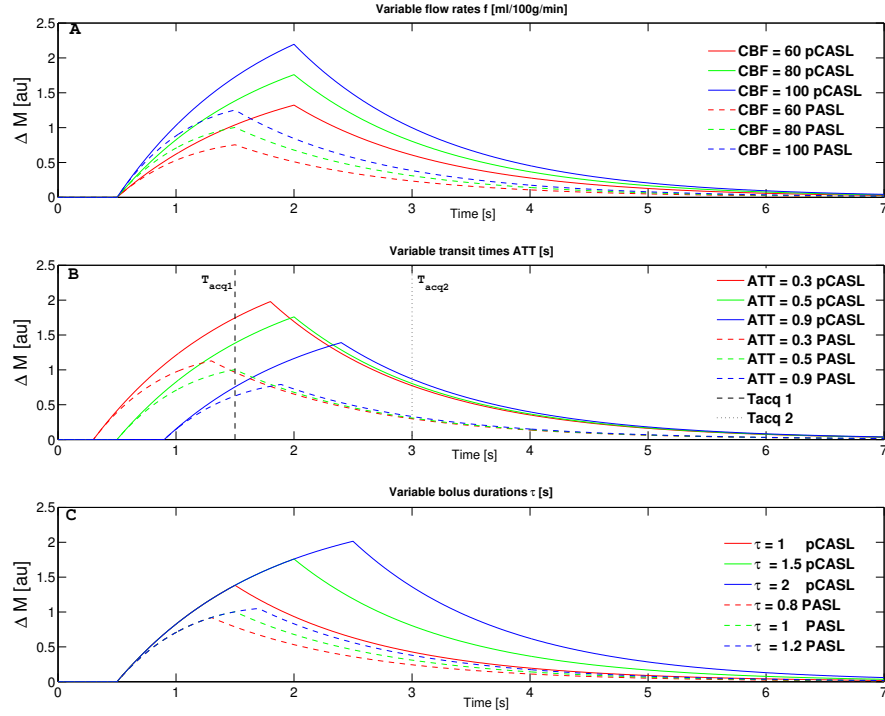 Variable flow rates f [ml/100g/min]
A
2.5
2
1.5
1
0.5
0
Δ M [au]
CBF = 60 pCASL
CBF = 80 pCASL
CBF = 100 pCASL
CBF = 60 PASL
CBF = 80 PASL
CBF = 100 PASL
0 1 2 3 4 5 6 7
Time [s]
Variable transit times ATT [s]
B
2.5
2
1.5
1
0.5
0
Δ M [au]
T_acq1
T_acq2
ATT = 0.3 pCASL
ATT = 0.5 pCASL
ATT = 0.9 pCASL
ATT = 0.3 PASL
ATT = 0.5 PASL
ATT = 0.9 PASL
Tacq 1
Tacq 2
0 1 2 3 4 5 6 7
Time [s]
Variable bolus durations τ [s]
C
2.5
2
1.5
1
0.5
0
Δ M [au]
τ = 1 pCASL
τ = 1.5 pCASL
τ = 2 pCASL
τ = 0.8 PASL
τ = 1 PASL
τ = 1.2 PASL
0 1 2 3 4 5 6 7
Time [s]